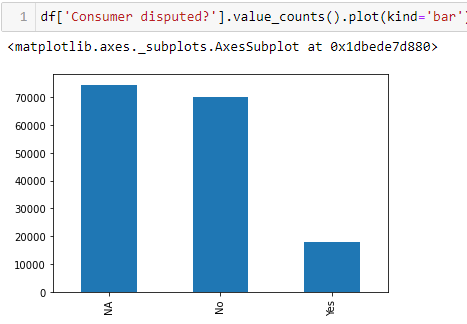 1 df['Consumer disputed?'].value_counts().plot(kind='bar')
<matplotlib.axes._subplots.AxesSubplot at 0x1dbede7d880>
70000
60000
50000
40000
30000
20000
10000
0
NA
No
Yes